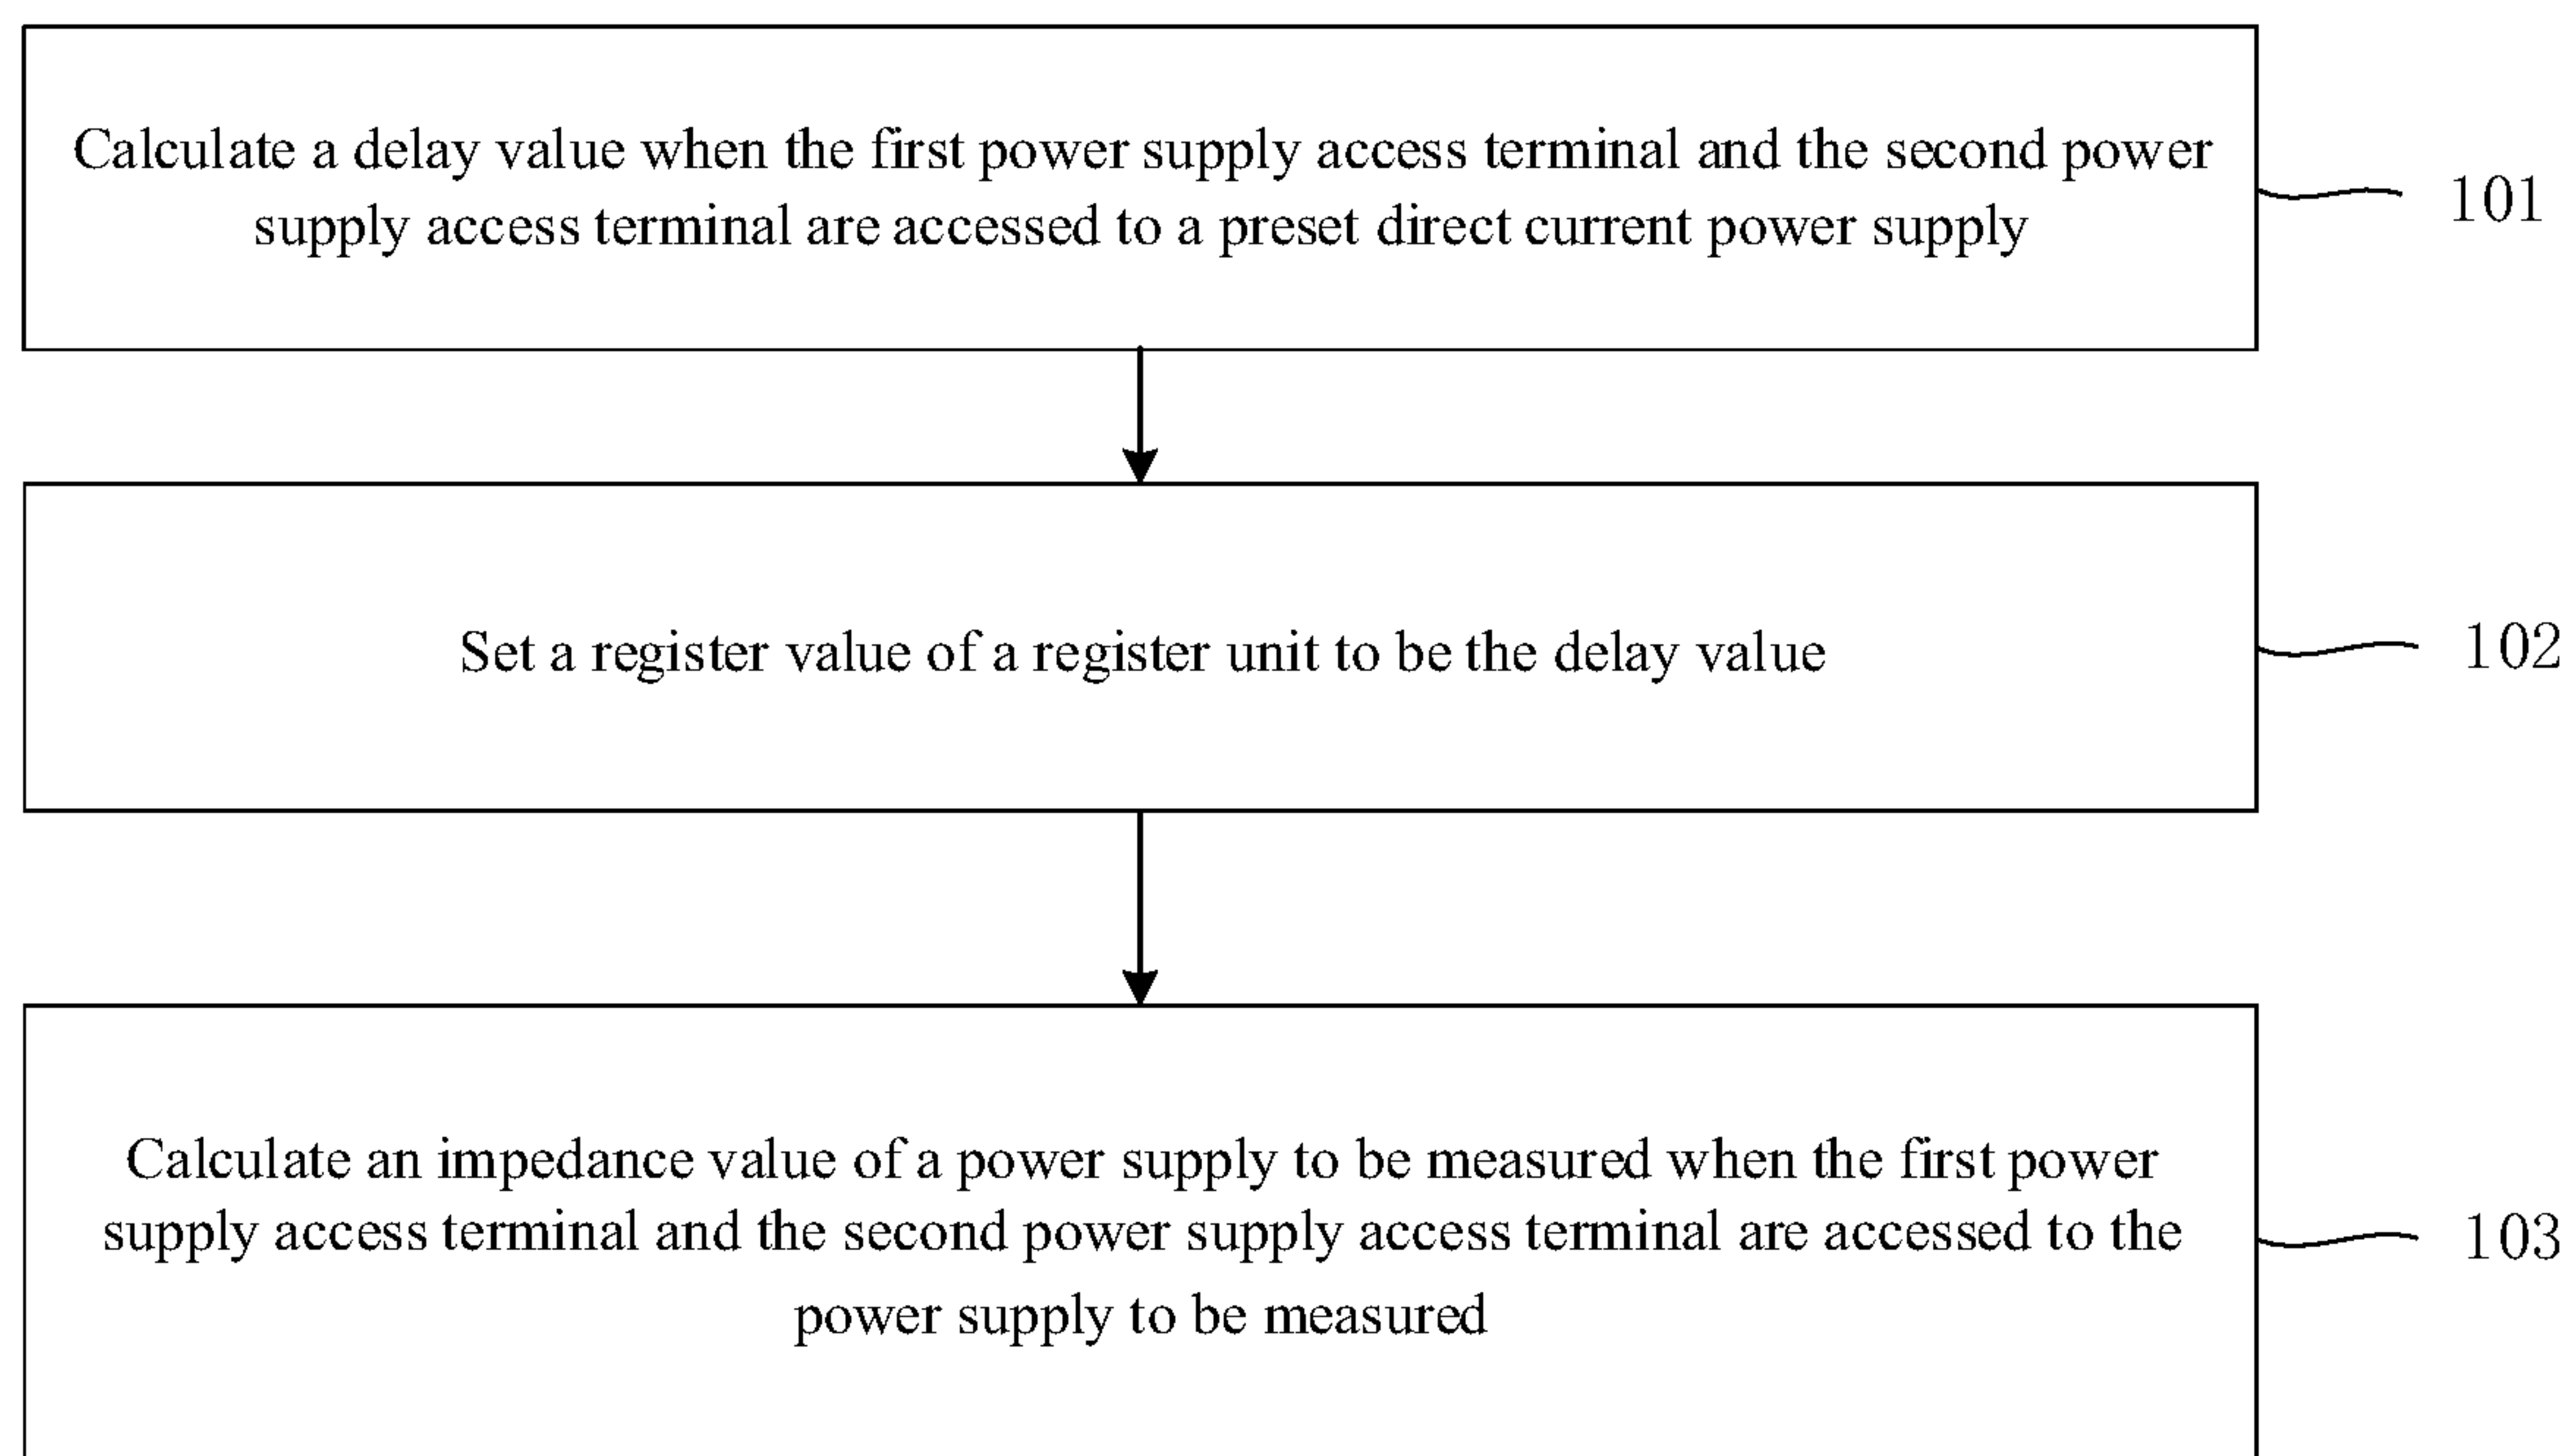 Calculate a delay value when the first power supply access terminal and the second power
supply access terminal are accessed to a preset direct current power supply
101
Set a register value of a register unit to be the delay value
102
Calculate an impedance value of a power supply to be measured when the first power
supply access terminal and the second power supply access terminal are accessed to the
power supply to be measured
103